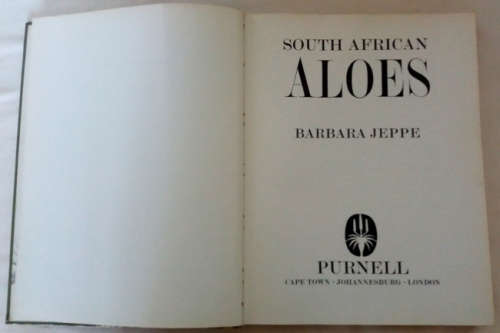 SOUTH AFRICAN
ALOES
BARBARA JEPPE
PURNELL
CAPE TOWN · JOHANNESBURG · LONDON